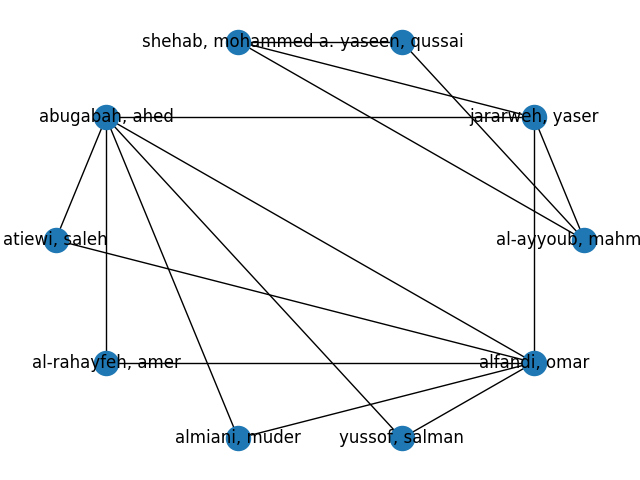 shehab, mohammed a.
yaseen, qussai
abugabah, ahed
jararweh, yaser
atiewi, saleh
al-ayyoub, mahm
al-rahayfeh, amer
alfandi, omar
almiani, muder
yussof, salman